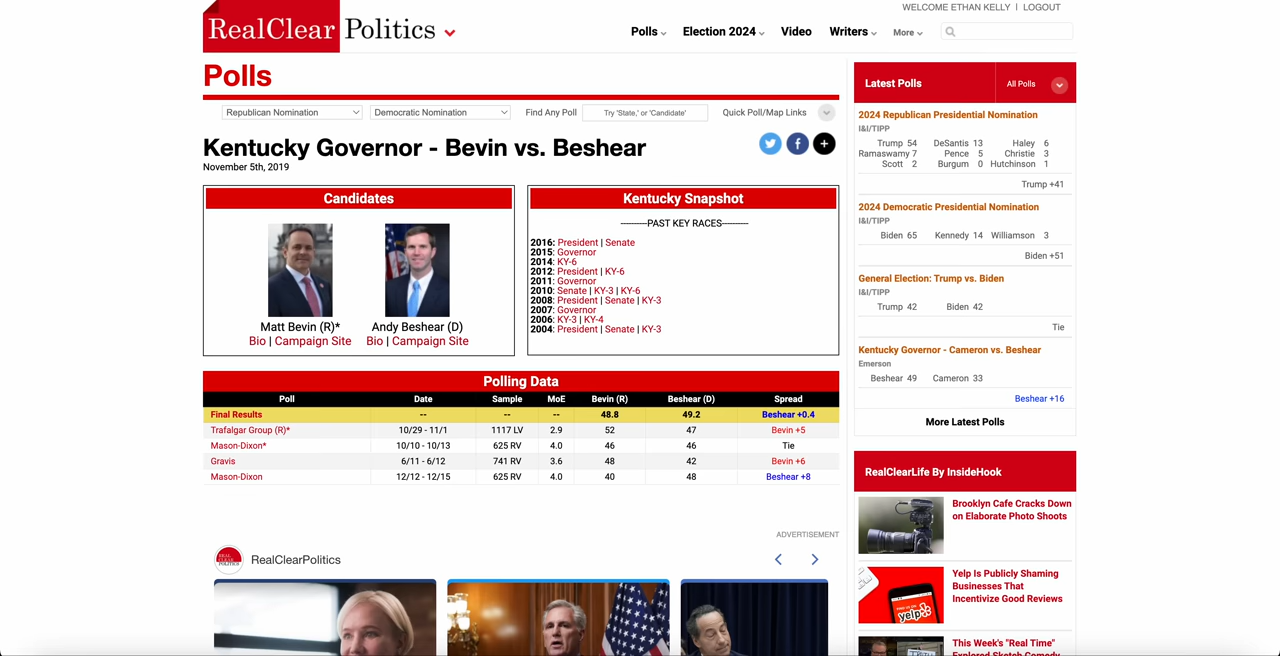 WELCOME ETHAN KELLY | LOGOUT
RealClear Politics
Polls Election 2024 Video Writers More
Polls
Republican Nomination Democratic Nomination Find Any Poll Try 'State,' or 'Candidate' Quick Poll/Map Links
Kentucky Governor - Bevin vs. Beshear
November 5th, 2019
Candidates
Matt Bevin (R)* Andy Beshear (D)
Bio | Campaign Site Bio | Campaign Site
Kentucky Snapshot
----------PAST KEY RACES----------
2016: President | Senate
2015: Governor
2014: KY-6
2012: President | KY-6
2011: Governor
2010: Senate | KY-3 | KY-6
2008: President | Senate | KY-3
2007: Governor
2006: KY-3 | KY-4
2004: President | Senate | KY-3
Polling Data
Poll Date Sample MoE Bevin (R) Beshear (D) Spread
Final Results -- -- -- 48.8 49.2 Beshear +0.4
Trafalgar Group (R)* 10/29 - 11/1 1117 LV 2.9 52 47 Bevin +5
Mason-Dixon* 10/10 - 10/13 625 RV 4.0 46 46 Tie
Gravis 6/11 - 6/12 741 RV 3.6 48 42 Bevin +6
Mason-Dixon 12/12 - 12/15 625 RV 4.0 40 48 Beshear +8
ADVERTISEMENT
RealClearPolitics
Latest Polls All Polls
2024 Republican Presidential Nomination
I&I/TIPP
Trump 54 DeSantis 13 Haley 6
Ramaswamy 7 Pence 5 Christie 3
Scott 2 Burgum 0 Hutchinson 1
Trump +41
2024 Democratic Presidential Nomination
I&I/TIPP
Biden 65 Kennedy 14 Williamson 3
Biden +51
General Election: Trump vs. Biden
I&I/TIPP
Trump 42 Biden 42
Tie
Kentucky Governor - Cameron vs. Beshear
Emerson
Beshear 49 Cameron 33
Beshear +16
More Latest Polls
RealClearLife By InsideHook
Brooklyn Cafe Cracks Down
on Elaborate Photo Shoots
Yelp Is Publicly Shaming
Businesses That
Incentivize Good Reviews
yelp
This Week's "Real Time"
Explored Sketch Comedy